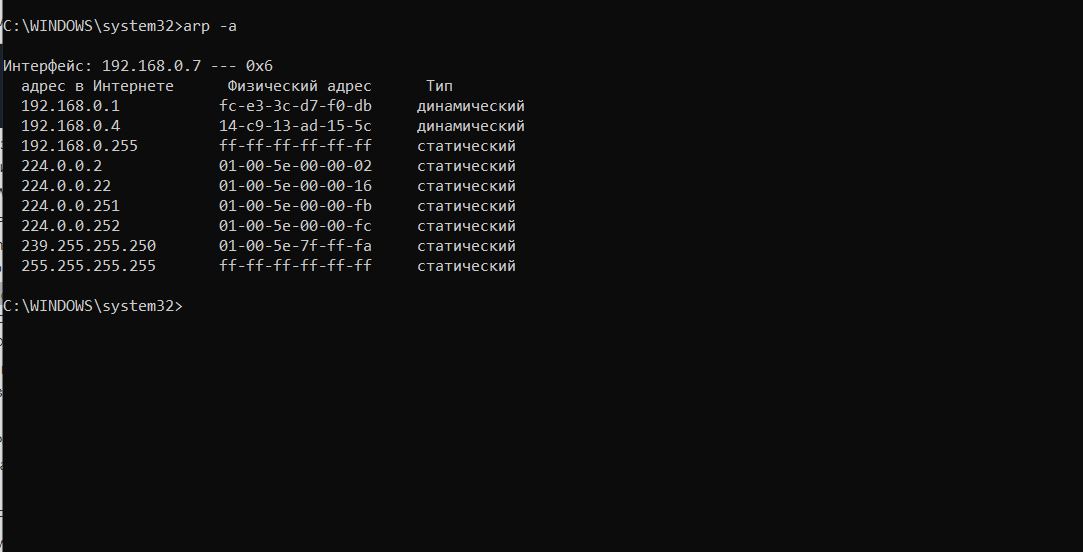 C:\WINDOWS\system32>arp -a
Интерфейс: 192.168.0.7 --- 0x6
адрес в Интернете Физический адрес Тип
192.168.0.1 fc-e3-3c-d7-f0-db динамический
192.168.0.4 14-c9-13-ad-15-5c динамический
192.168.0.255 ff-ff-ff-ff-ff-ff статический
224.0.0.2 01-00-5e-00-00-02 статический
224.0.0.22 01-00-5e-00-00-16 статический
224.0.0.251 01-00-5e-00-00-fb статический
224.0.0.252 01-00-5e-00-00-fc статический
239.255.255.250 01-00-5e-7f-ff-fa статический
255.255.255.255 ff-ff-ff-ff-ff-ff статический
C:\WINDOWS\system32>